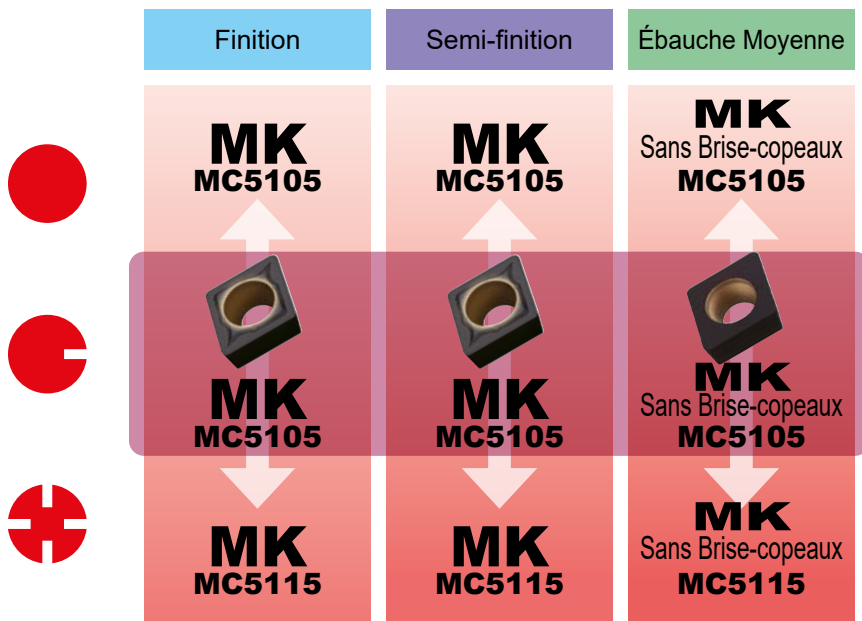 Finition
Semi-finition
Ébauche Moyenne
MK
MC5105
MK
MC5105
MK
Sans Brise-copeaux
MC5105
MK
MC5105
MK
MC5105
MK
Sans Brise-copeaux
MC5105
MK
MC5115
MK
MC5115
MK
Sans Brise-copeaux
MC5115